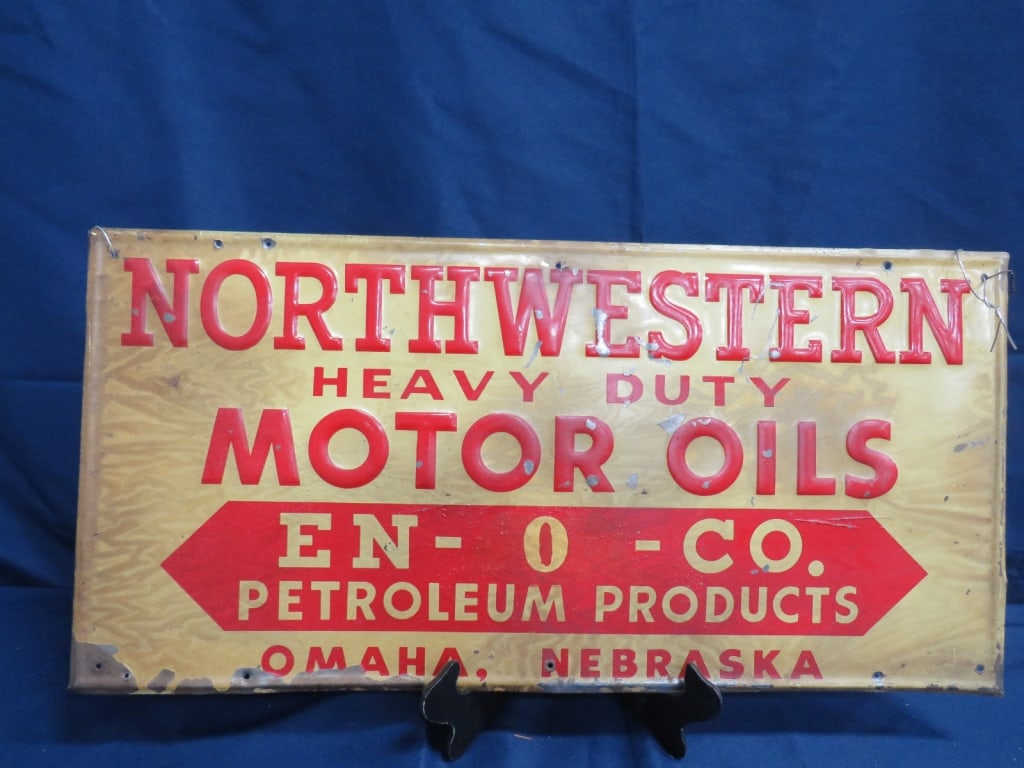 NORTHWESTERN
HEAVY DUTY
MOTOR OILS
EN-O-CO.
PETROLEUM PRODUCTS
OMAHA, NEBRASKA